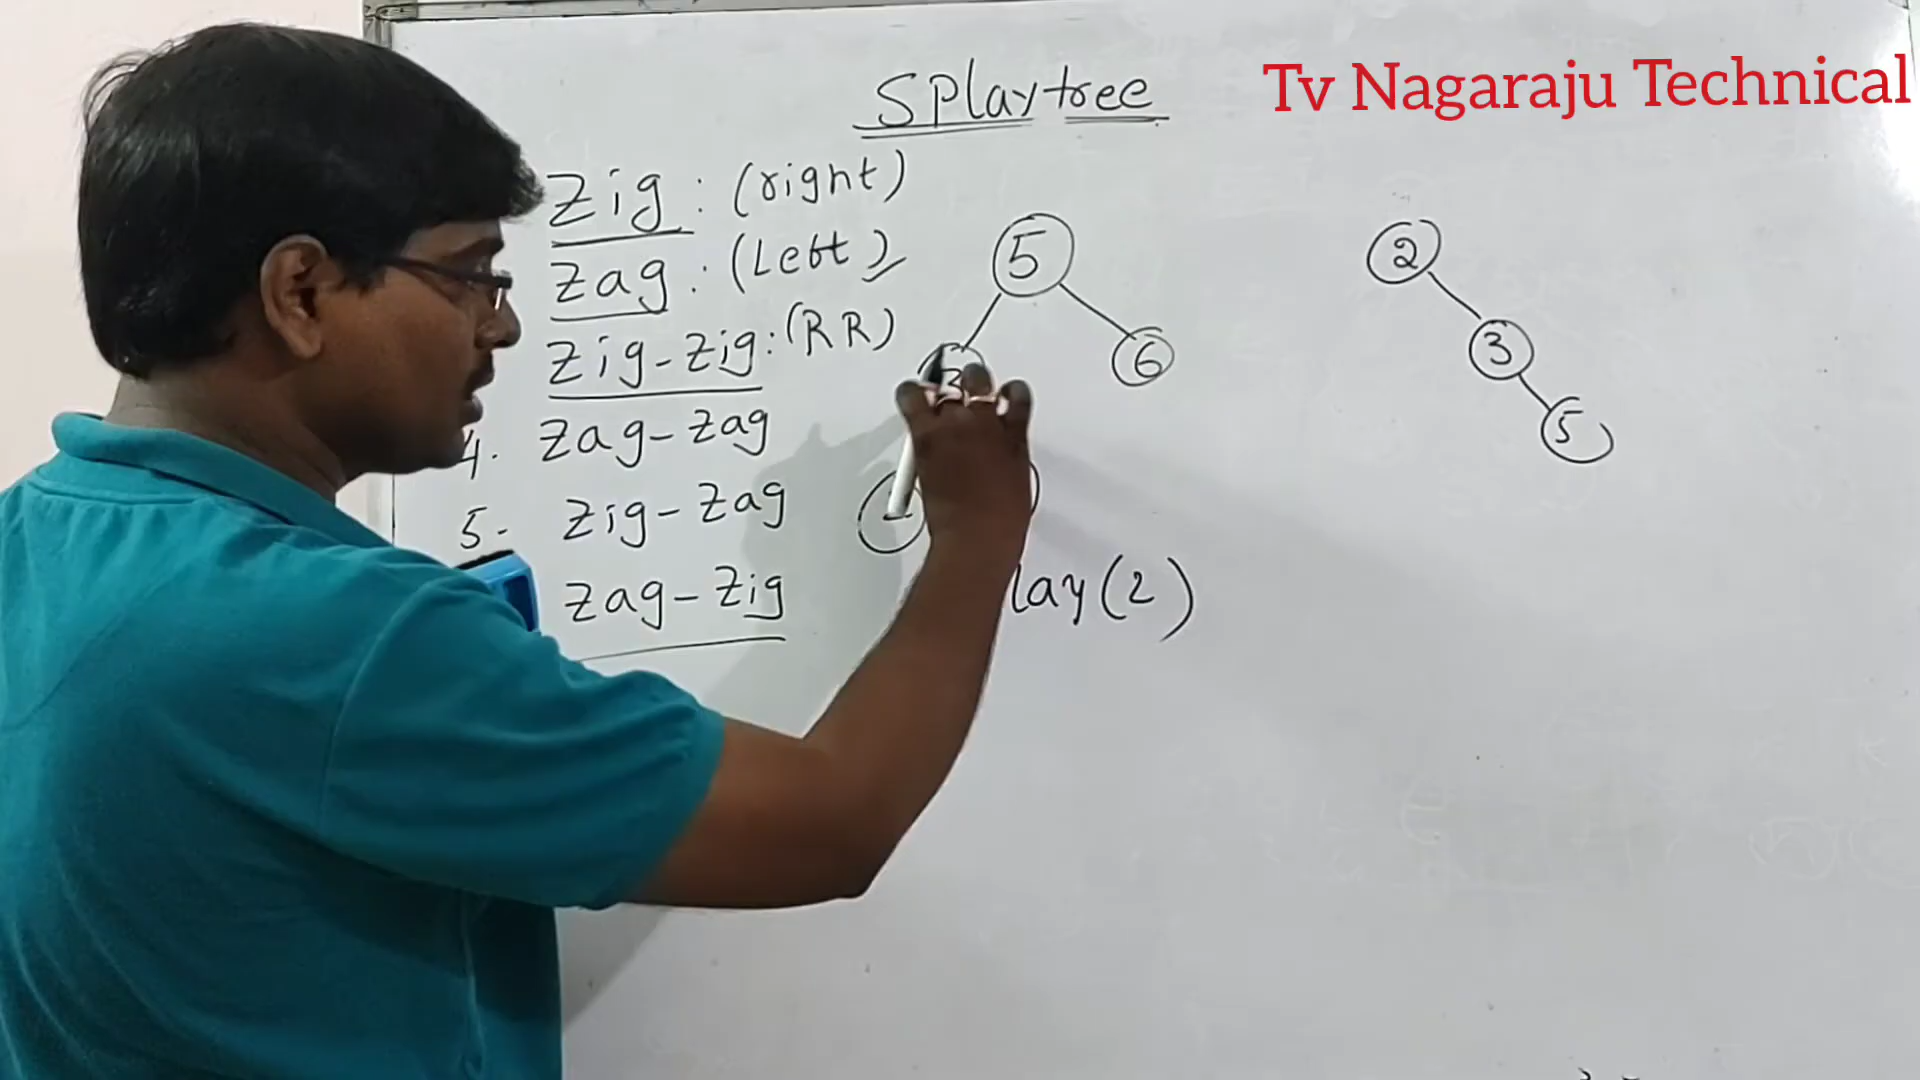 SPlaytree
Tv Nagaraju Technical
Zig : (right)
Zag : (Left)
Zig-Zig: (RR)
4. Zag-Zag
5- Zig-Zag
Zag-Zig
5
3
6
lay(2)
2
3
5